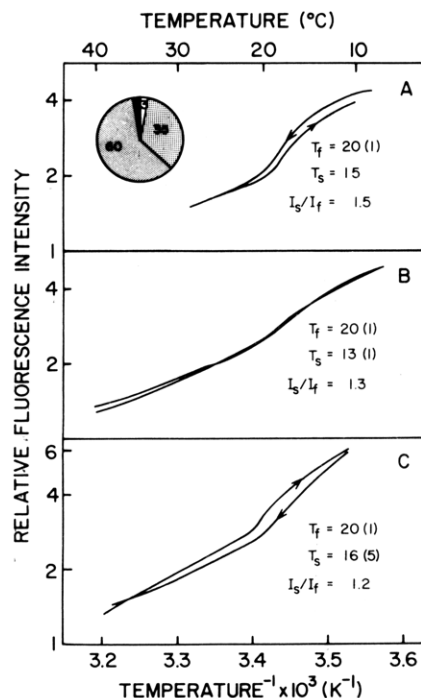 TEMPERATURE (°C)
40 30 20 10
RELATIVE FLUORESCENCE INTENSITY
A
4
2
1
60
3
35
T_f = 20 (1)
T_s = 15
I_s/I_f = 1.5
B
4
2
T_f = 20 (1)
T_s = 13 (1)
I_s/I_f = 1.3
C
6
4
2
1
T_f = 20 (1)
T_s = 16 (5)
I_s/I_f = 1.2
3.2 3.3 3.4 3.5 3.6
TEMPERATURE⁻¹ x 10³ (K⁻¹)